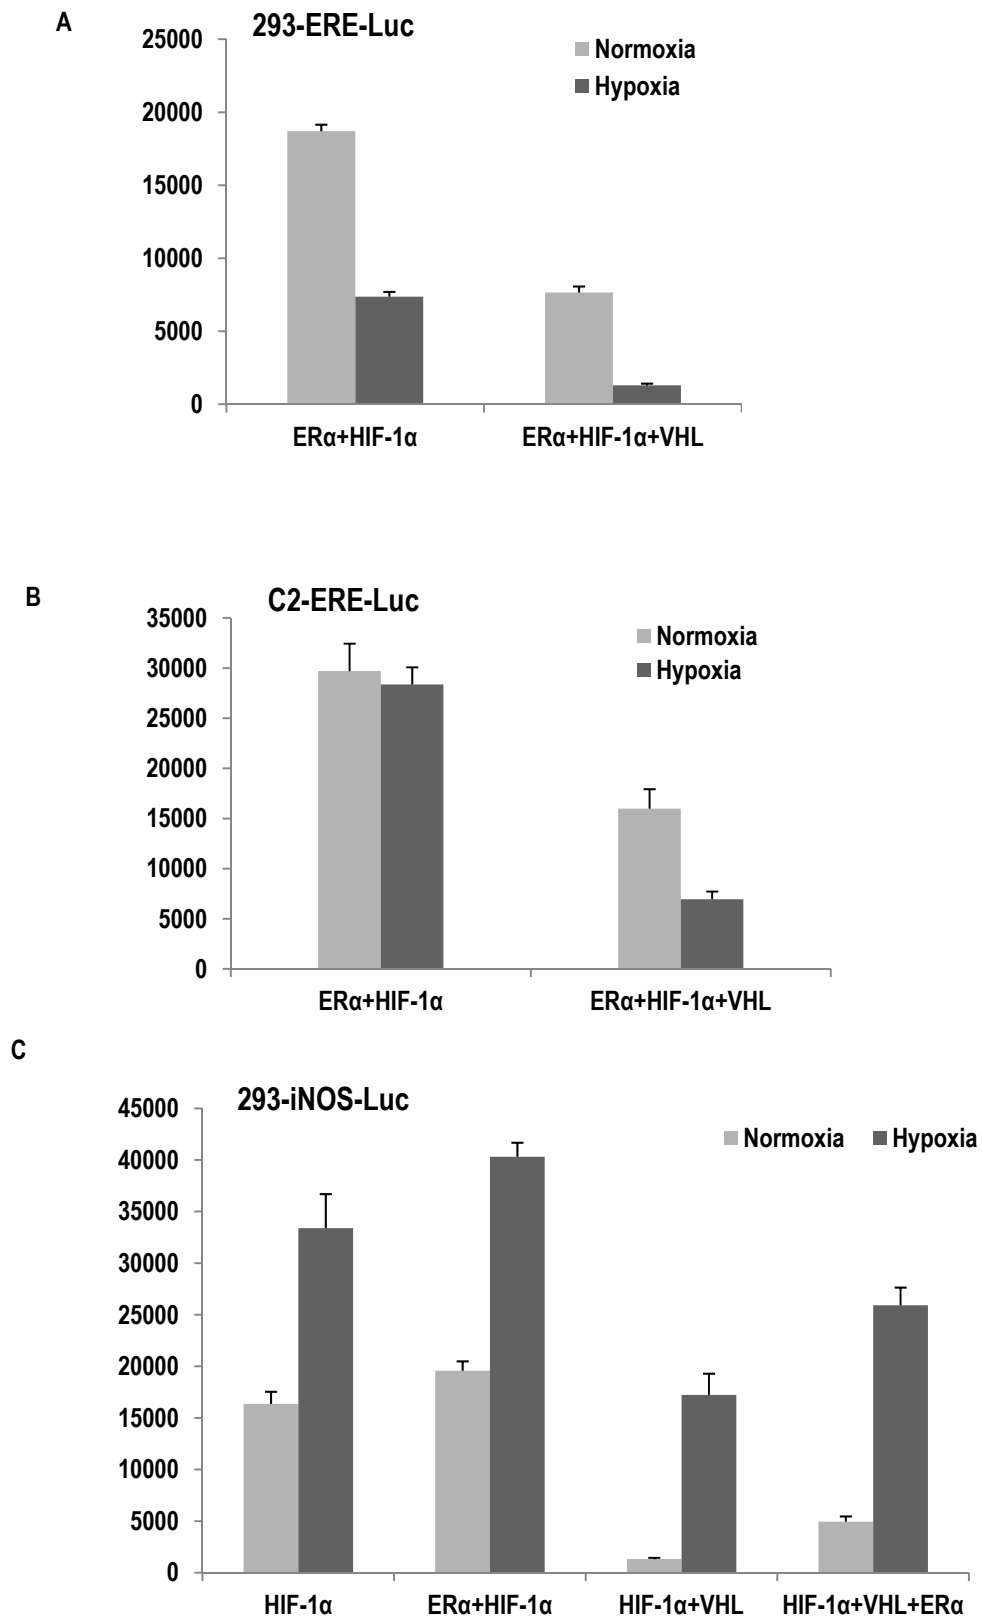 A
293-ERE-Luc
Normoxia
Hypoxia
25000
20000
15000
10000
5000
0
ERα+HIF-1α
ERα+HIF-1α+VHL
B
C2-ERE-Luc
Normoxia
Hypoxia
35000
30000
25000
20000
15000
10000
5000
0
ERα+HIF-1α
ERα+HIF-1α+VHL
C
293-iNOS-Luc
Normoxia Hypoxia
45000
40000
35000
30000
25000
20000
15000
10000
5000
0
HIF-1α
ERα+HIF-1α
HIF-1α+VHL
HIF-1α+VHL+ERα